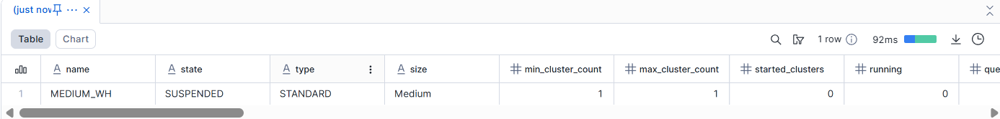 (just now
Table Chart 1 row 92ms
name state type size min_cluster_count max_cluster_count started_clusters running que
1 MEDIUM_WH SUSPENDED STANDARD Medium 1 1 0 0